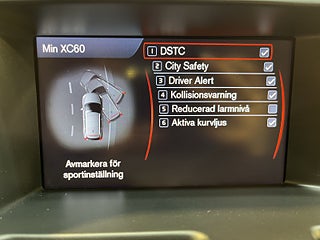 Min XC60
1 DSTC
2 City Safety
3 Driver Alert
4 Kollisionsvarning
5 Reducerad larmnivå
6 Aktiva kurvljus
Avmarkera för
sportinställning